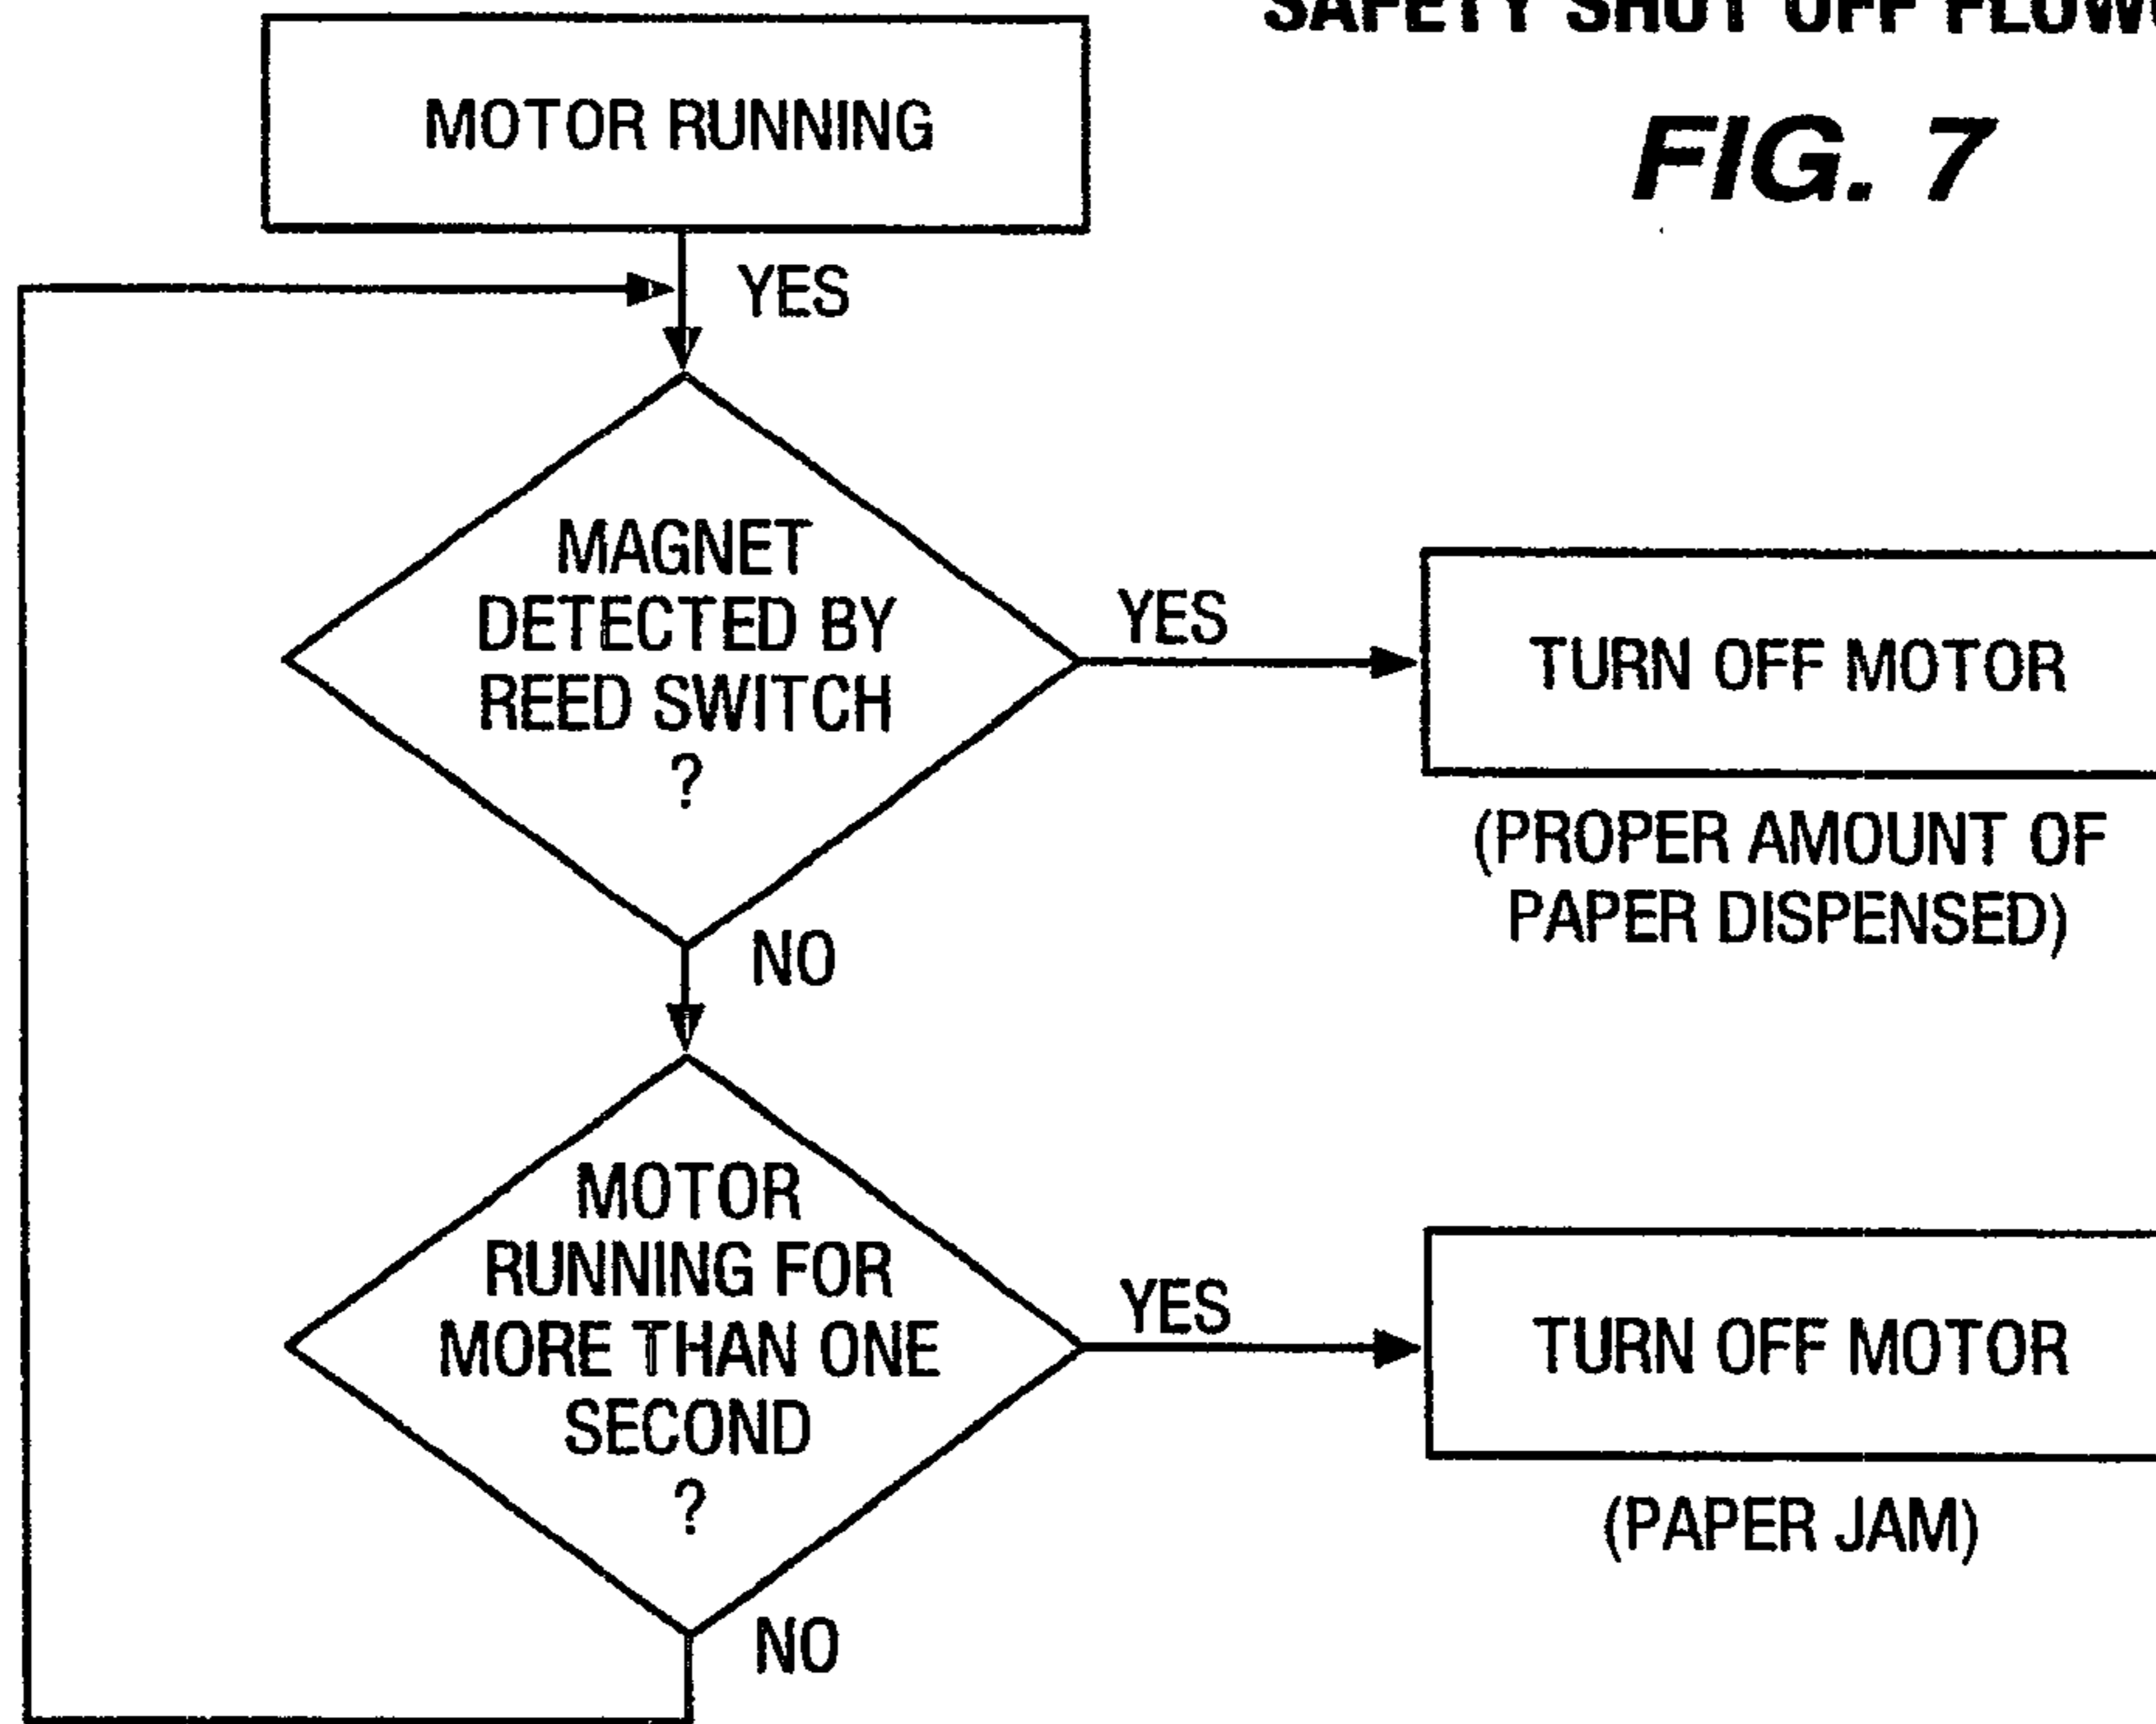 SAFETY SHUT OFF
FIG. 7
MOTOR RUNNING
YES
MAGNET
DETECTED BY
REED SWITCH
?
YES
TURN OFF MOTOR
(PROPER AMOUNT OF
PAPER DISPENSED)
NO
MOTOR
RUNNING FOR
MORE THAN ONE
SECOND
?
YES
TURN OFF MOTOR
(PAPER JAM)
NO